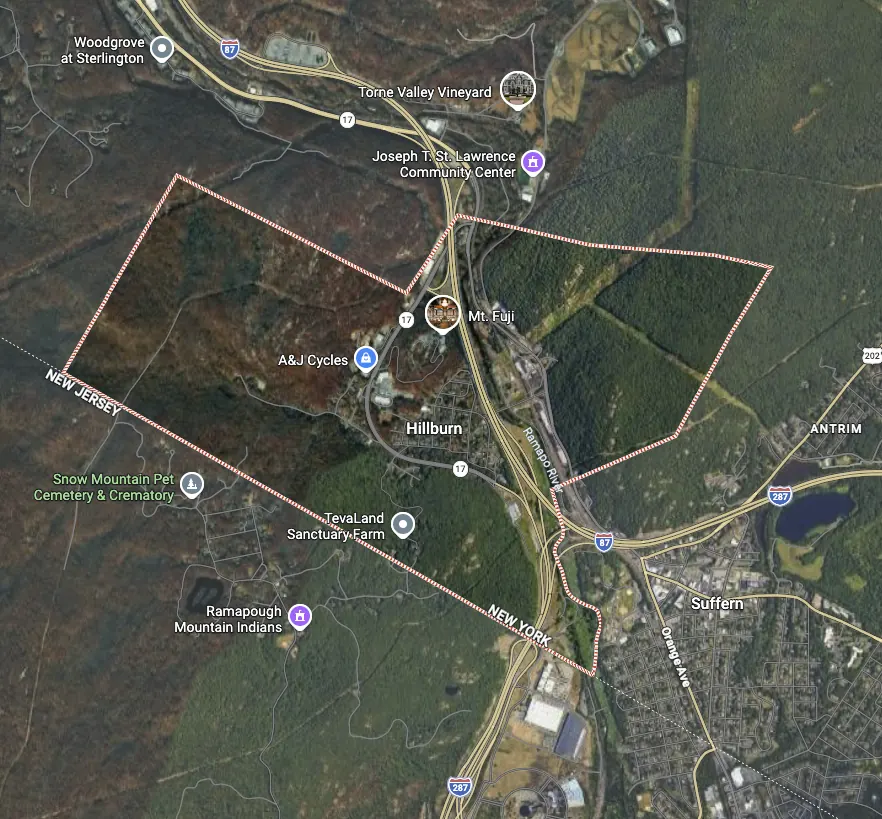 Woodgrove
at Sterlington
87
17
Torne Valley Vineyard
Joseph T. St. Lawrence
Community Center
17
Mt. Fuji
A&J Cycles
202
NEW JERSEY
Hillburn
ANTRIM
Ramapo River
17
Snow Mountain Pet
Cemetery & Crematory
287
TevaLand
Sanctuary Farm
87
Ramapough
Mountain Indians
NEW YORK
Suffern
Orange Ave
287